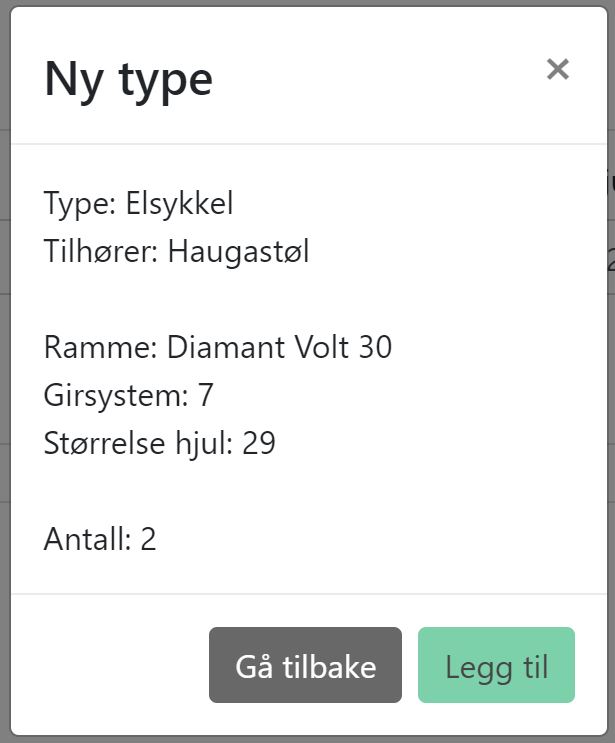 Ny type
Type: Elsykkel
Tilhører: Haugastøl
Ramme: Diamant Volt 30
Girsystem: 7
Størrelse hjul: 29
Antall: 2
Gå tilbake
Legg til